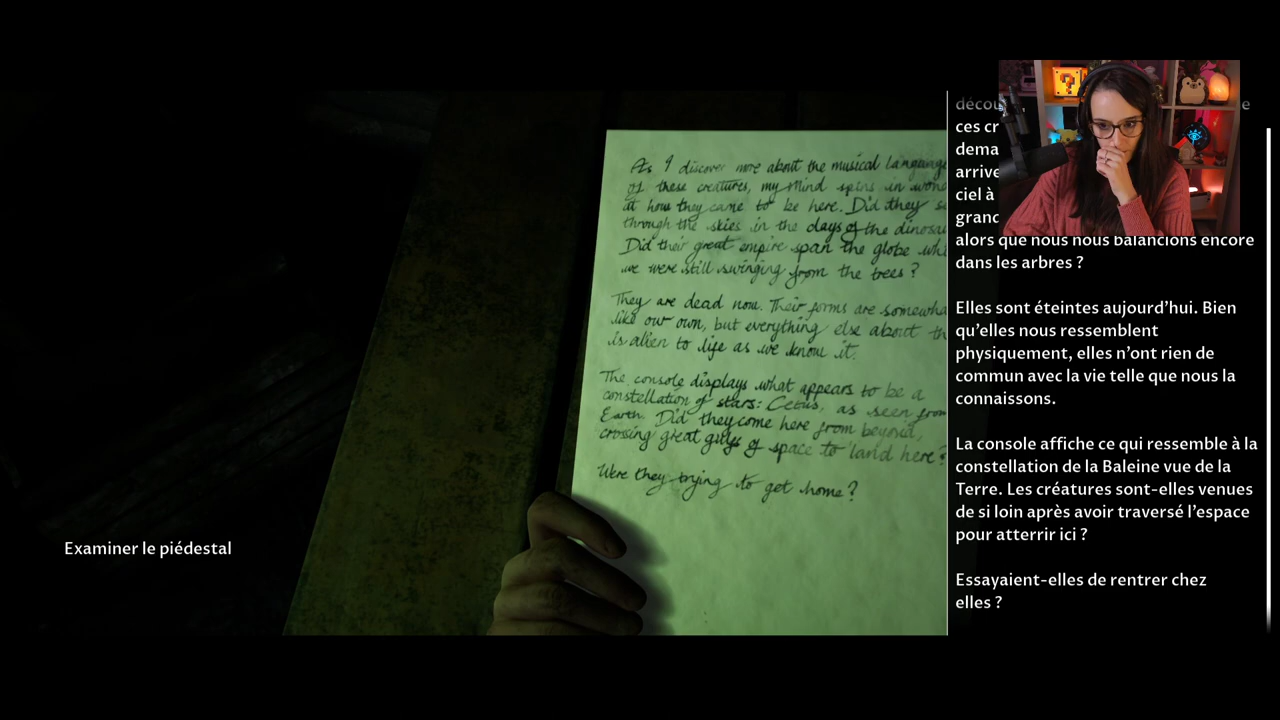 As I discover more about the musical language
of these creatures, my mind spins in
at how they came to be here. Did they
through the skies in the days of the
Did their great empire span the globe
we were still swinging from the trees?
They are dead now. Their forms are
like our own, but everything else about
is alien to life as we know it.
The console displays what appears to be a
constellation of stars: Cetus, as seen from
Earth. Did they come here from beyond,
crossing great gulfs of space to land here?
Were they trying to get home?
Examiner le piédestal
ces
ciel à
alors que nous nous balancions encore
dans les arbres ?
Elles sont éteintes aujourd'hui. Bien
qu'elles nous ressemblent
physiquement, elles n'ont rien de
commun avec la vie telle que nous la
connaissons.
La console affiche ce qui ressemble à la
constellation de la Baleine vue de la
Terre. Les créatures sont-elles venues
de si loin après avoir traversé l'espace
pour atterrir ici ?
Essayaient-elles de rentrer chez
elles ?